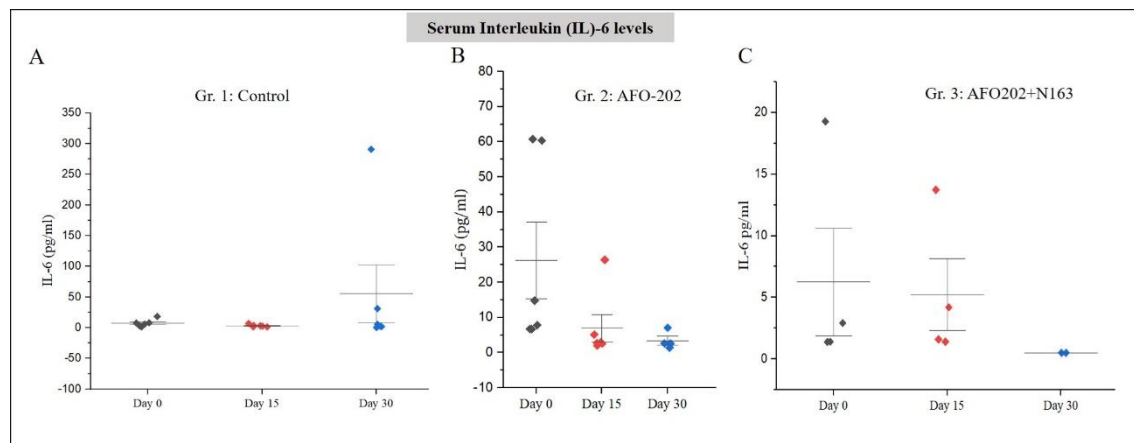 Serum Interleukin (IL)-6 levels
A
Gr. 1: Control
IL-6 (pg/ml)
350
300
250
200
150
100
50
0
-50
-100
Day 0
Day 15
Day 30
B
Gr. 2: AFO-202
IL-6 (pg/ml)
80
70
60
50
40
30
20
10
0
-10
Day 0
Day 15
Day 30
C
Gr. 3: AFO202+N163
IL-6 pg/ml
20
15
10
5
0
Day 0
Day 15
Day 30